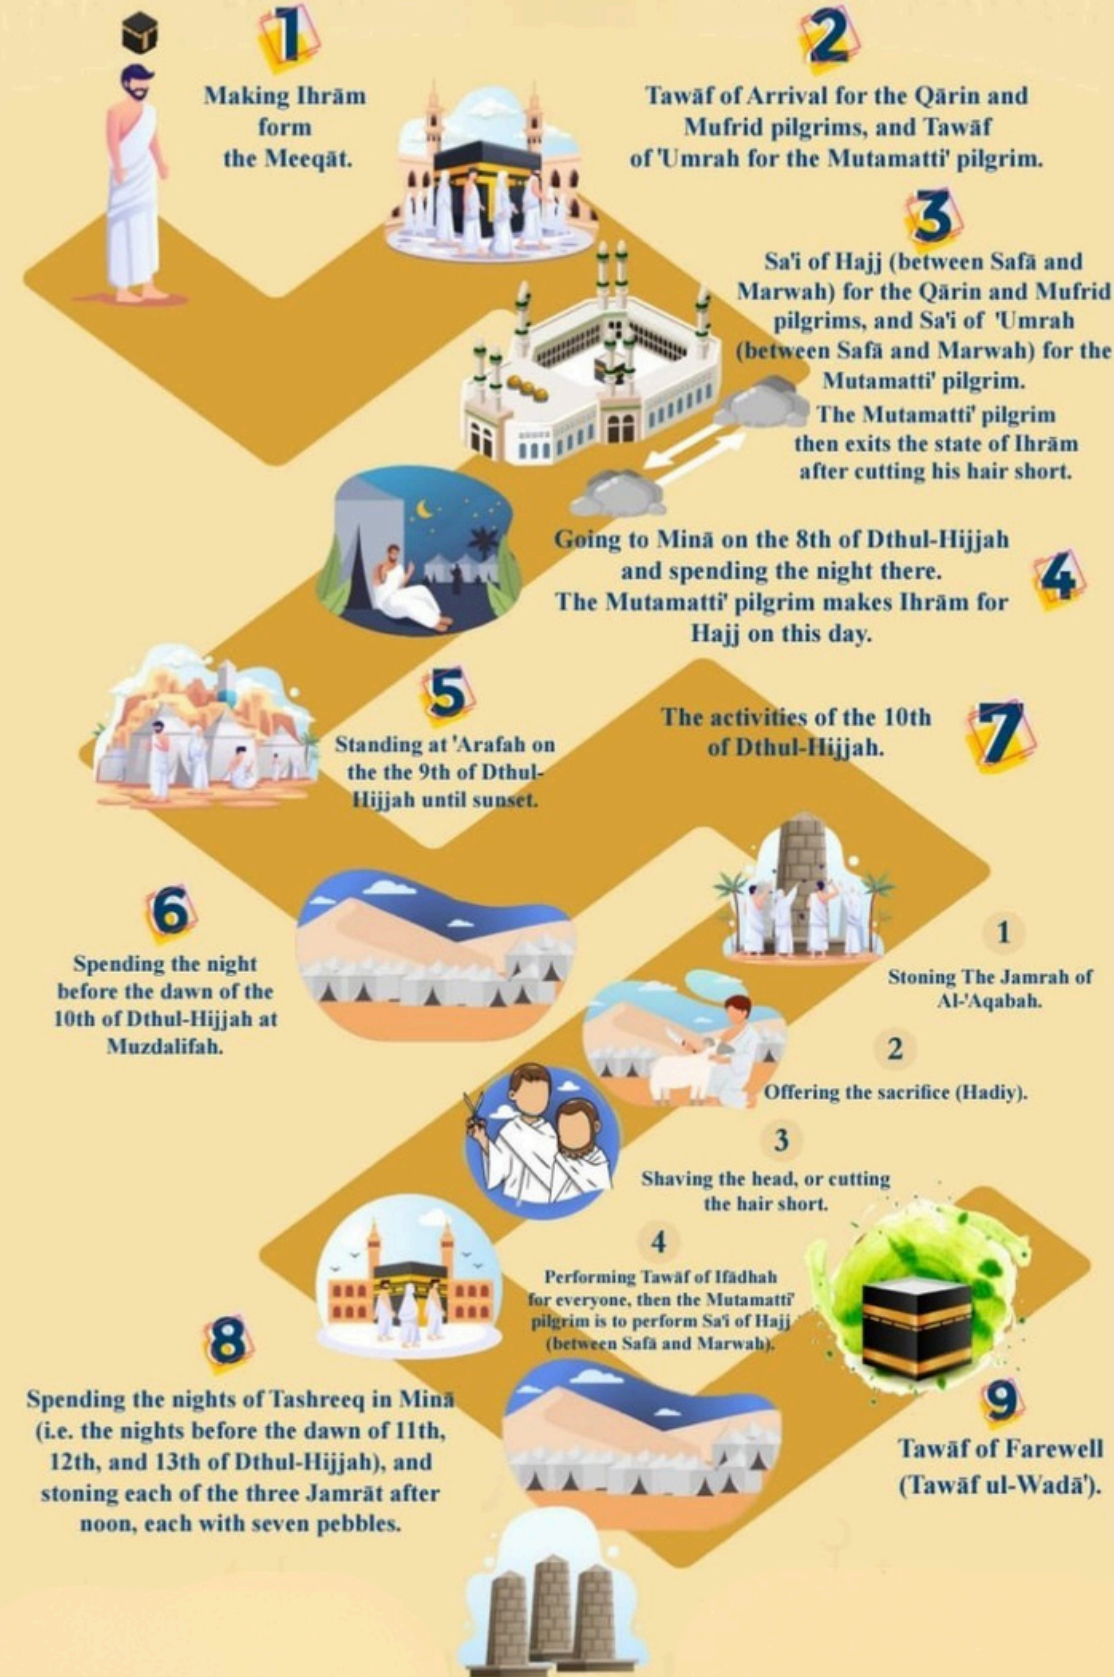 1
Making Ihrām
form
the Meeqāt.
2
Tawāf of Arrival for the Qārin and
Mufrid pilgrims, and Tawāf
of 'Umrah for the Mutamatti' pilgrim.
3
Sa'i of Hajj (between Safā and
Marwah) for the Qārin and Mufrid
pilgrims, and Sa'i of 'Umrah
(between Safā and Marwah) for the
Mutamatti' pilgrim.
The Mutamatti' pilgrim
then exits the state of Ihrām
after cutting his hair short.
4
Going to Minā on the 8th of Dthul-Hijjah
and spending the night there.
The Mutamatti' pilgrim makes Ihrām for
Hajj on this day.
5
Standing at 'Arafah on
the the 9th of Dthul-
Hijjah until sunset.
6
Spending the night
before the dawn of the
10th of Dthul-Hijjah at
Muzdalifah.
7
The activities of the 10th
of Dthul-Hijjah.
1
Stoning The Jamrah of
Al-'Aqabah.
2
Offering the sacrifice (Hadiy).
3
Shaving the head, or cutting
the hair short.
4
Performing Tawāf of Ifādhah
for everyone, then the Mutamatti'
pilgrim is to perform Sa'i of Hajj
(between Safā and Marwah).
8
Spending the nights of Tashreeq in Minā
(i.e. the nights before the dawn of 11th,
12th, and 13th of Dthul-Hijjah), and
stoning each of the three Jamrāt after
noon, each with seven pebbles.
9
Tawāf of Farewell
(Tawāf ul-Wadā').